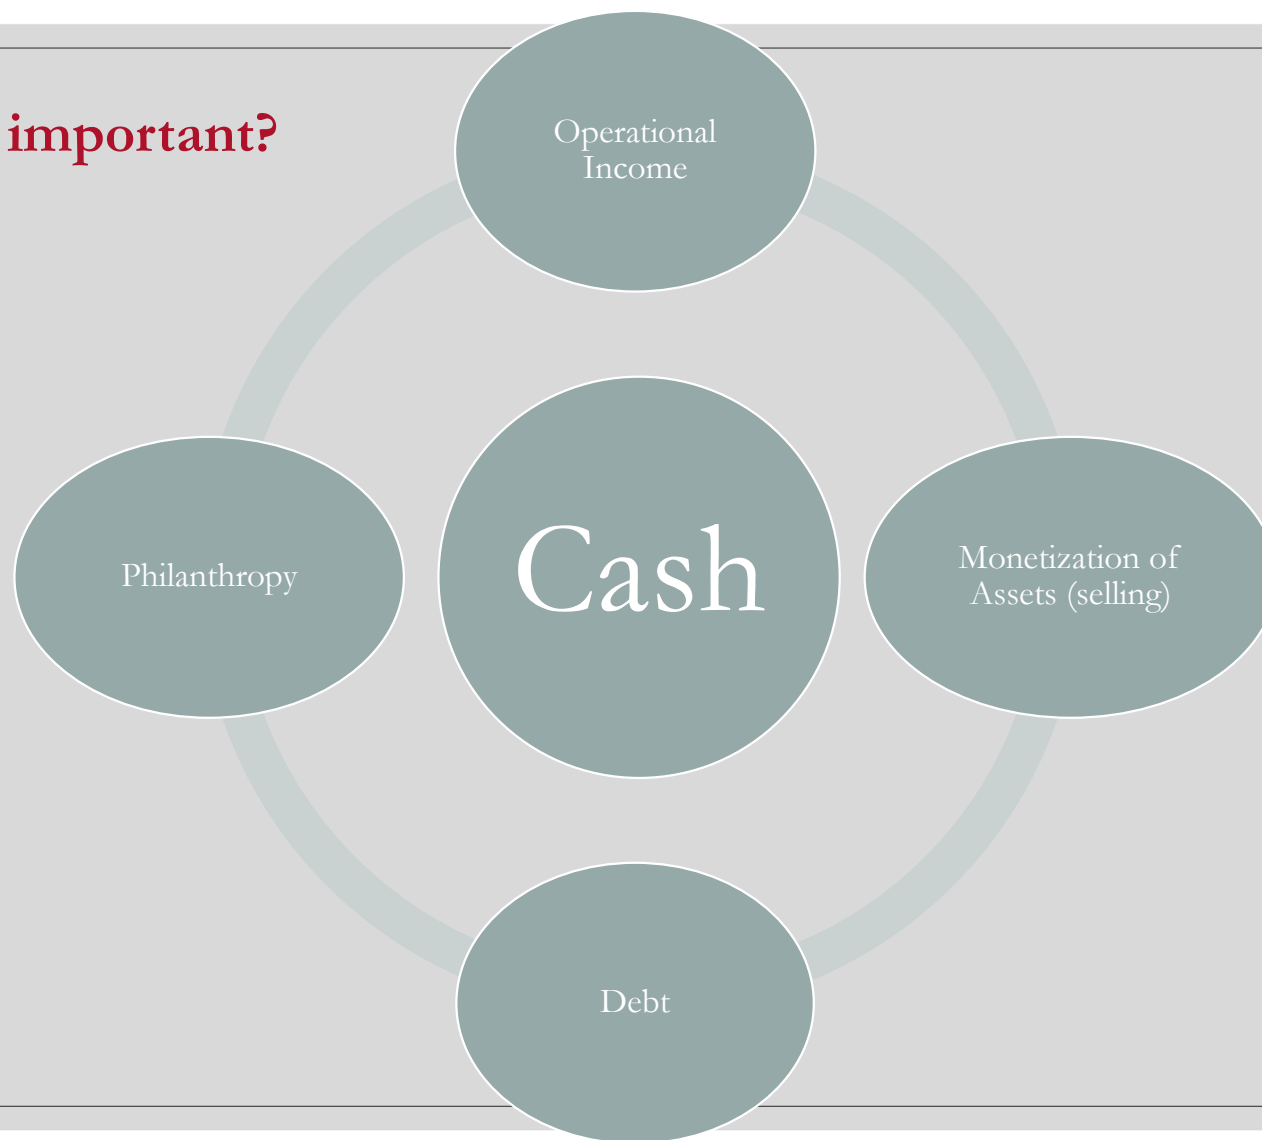 important?
Operational
Income
Philanthropy
Cash
Monetization of
Assets (selling)
Debt